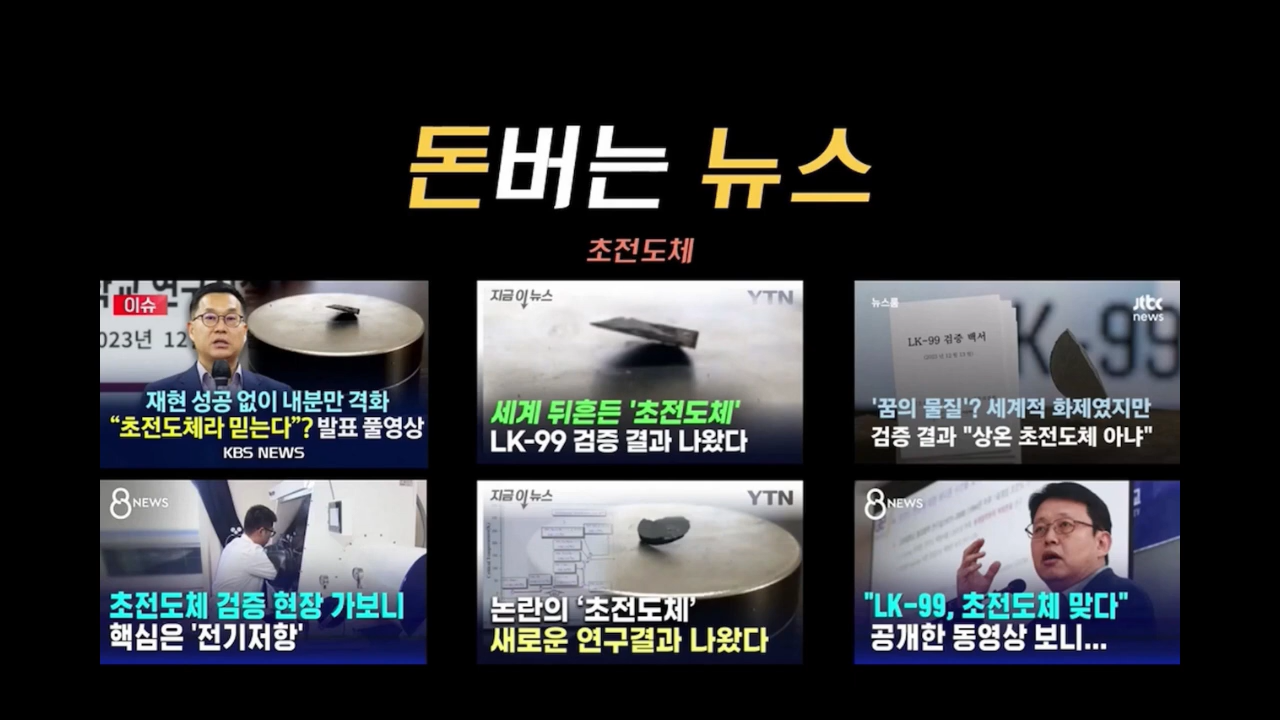 돈버는 뉴스
초전도체
이슈
2023년 12
재현 성공 없이 내분만 격화
“초전도체라 믿는다”? 발표 풀영상
KBS NEWS
지금 이 뉴스
YTN
세계 뒤흔든 '초전도체'
LK-99 검증 결과 나왔다
뉴스룸
jtbc
news
LK-99 검증 백서
K-99
'꿈의 물질'? 세계적 화제였지만
검증 결과 "상온 초전도체 아냐"
8 NEWS
초전도체 검증 현장 가보니
핵심은 '전기저항'
지금 이 뉴스
YTN
논란의 ‘초전도체’
새로운 연구결과 나왔다
8 NEWS
"LK-99, 초전도체 맞다"
공개한 동영상 보니...